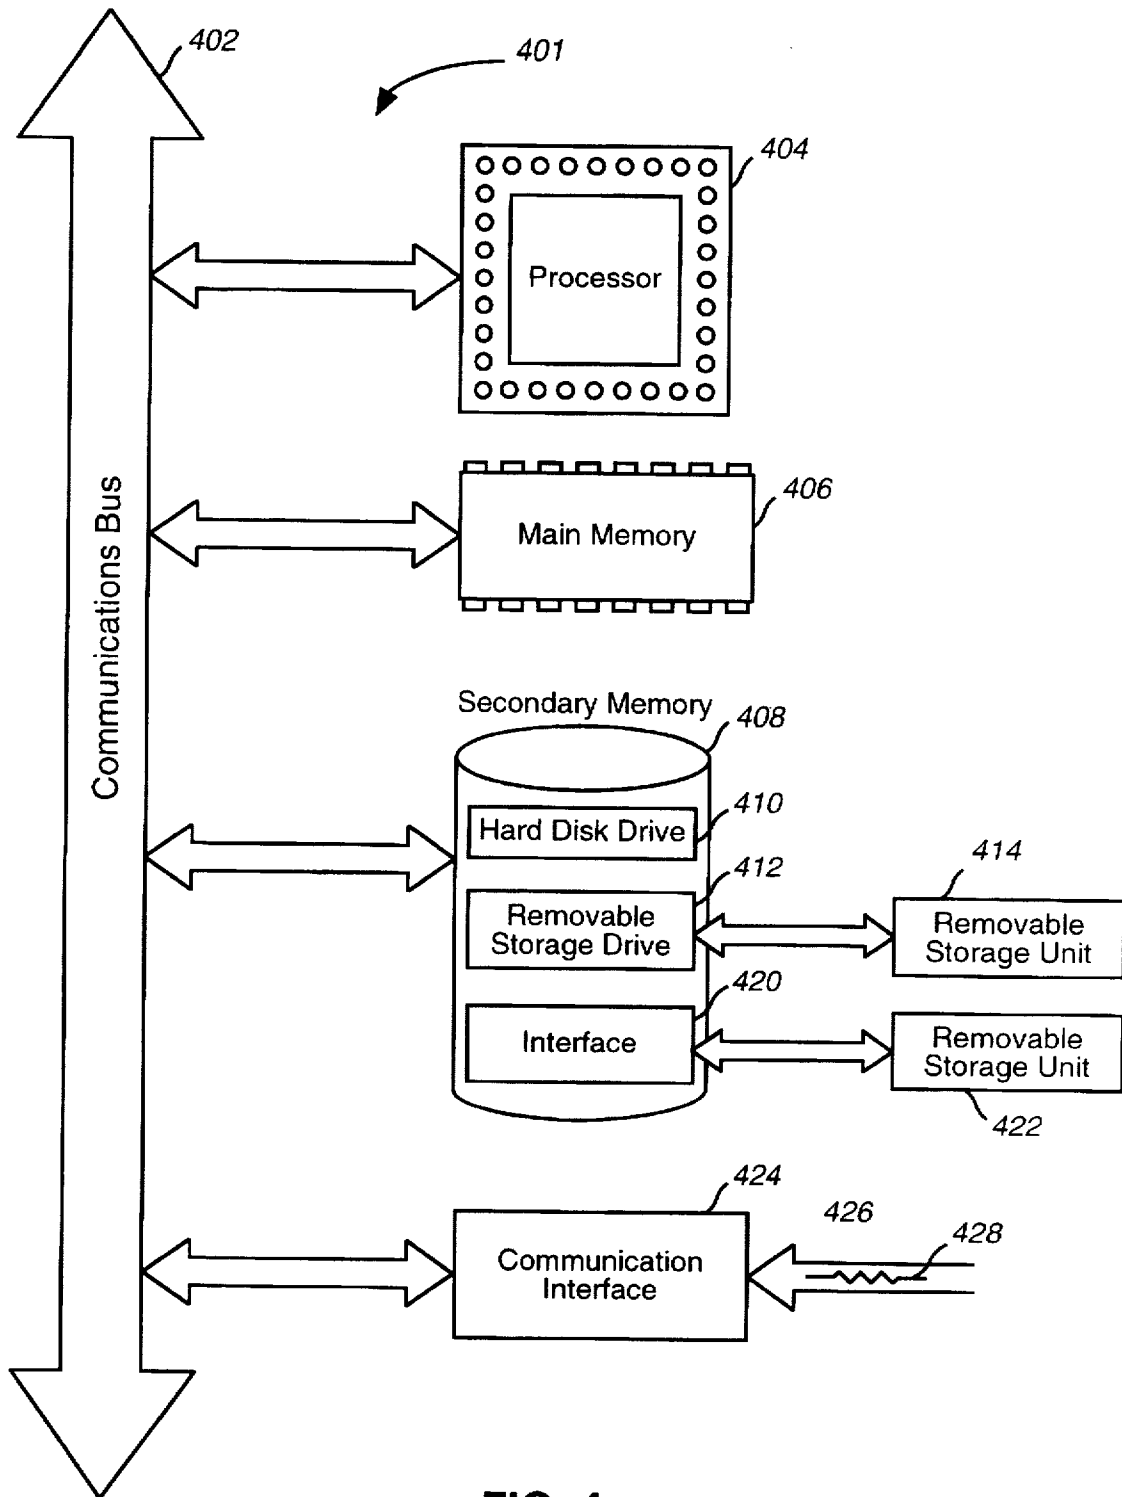 402
401
404
Processor
406
Main Memory
Communications Bus
Secondary Memory
408
410
Hard Disk Drive
412
414
Removable
Storage Drive
Removable
Storage Unit
420
Interface
Removable
Storage Unit
422
424
426
428
Communication
Interface